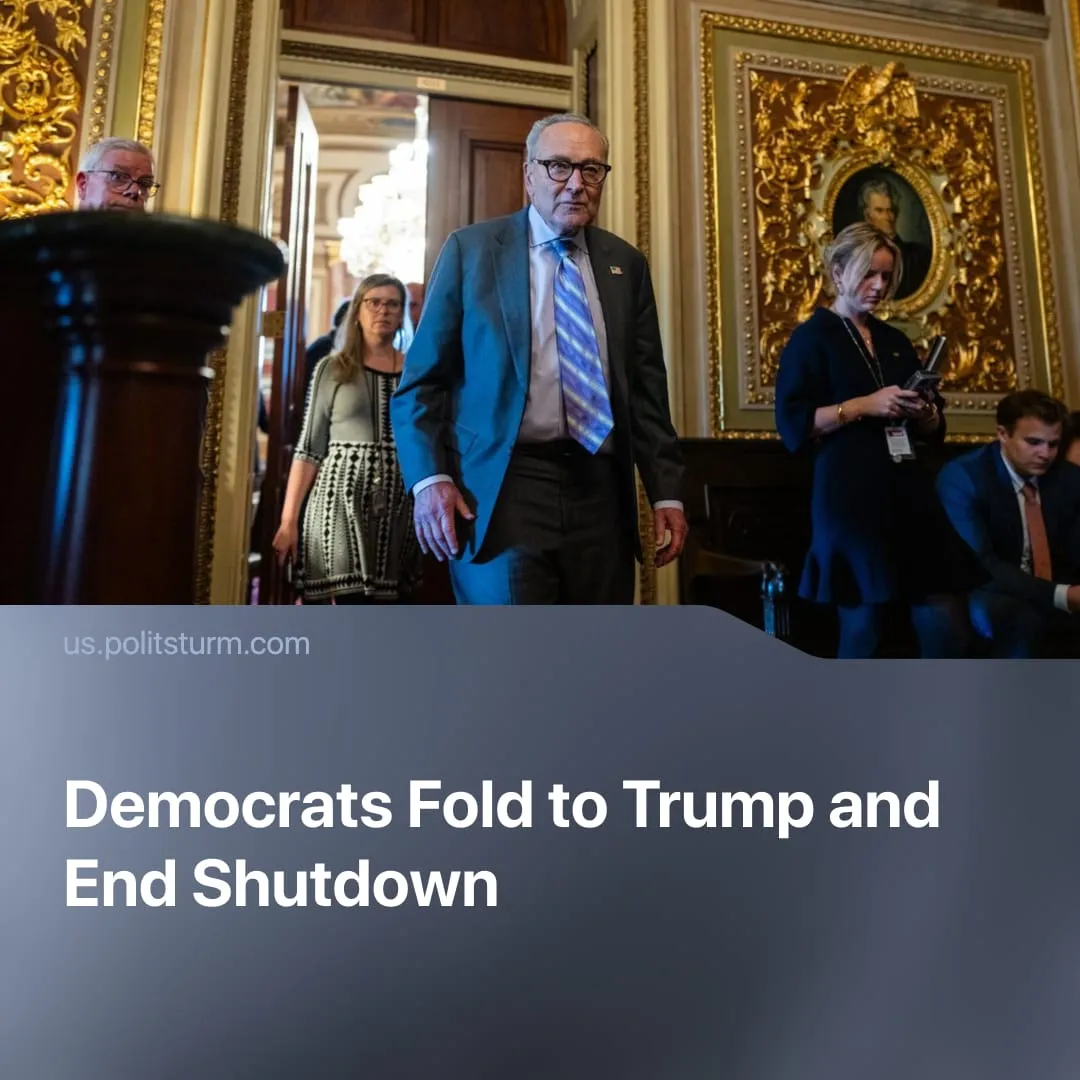 us.politsturm.com
Democrats Fold to Trump and
End Shutdown